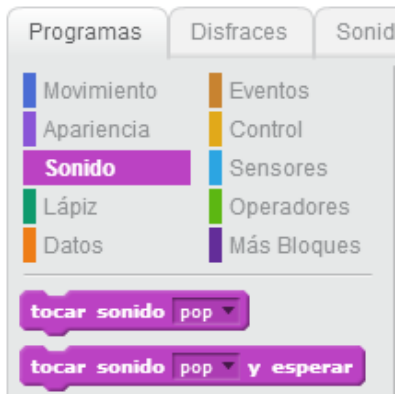 Programas Disfraces Sonid
Movimiento Eventos
Apariencia Control
Sonido Sensores
Lápiz Operadores
Datos Más Bloques
tocar sonido pop
tocar sonido pop y esperar